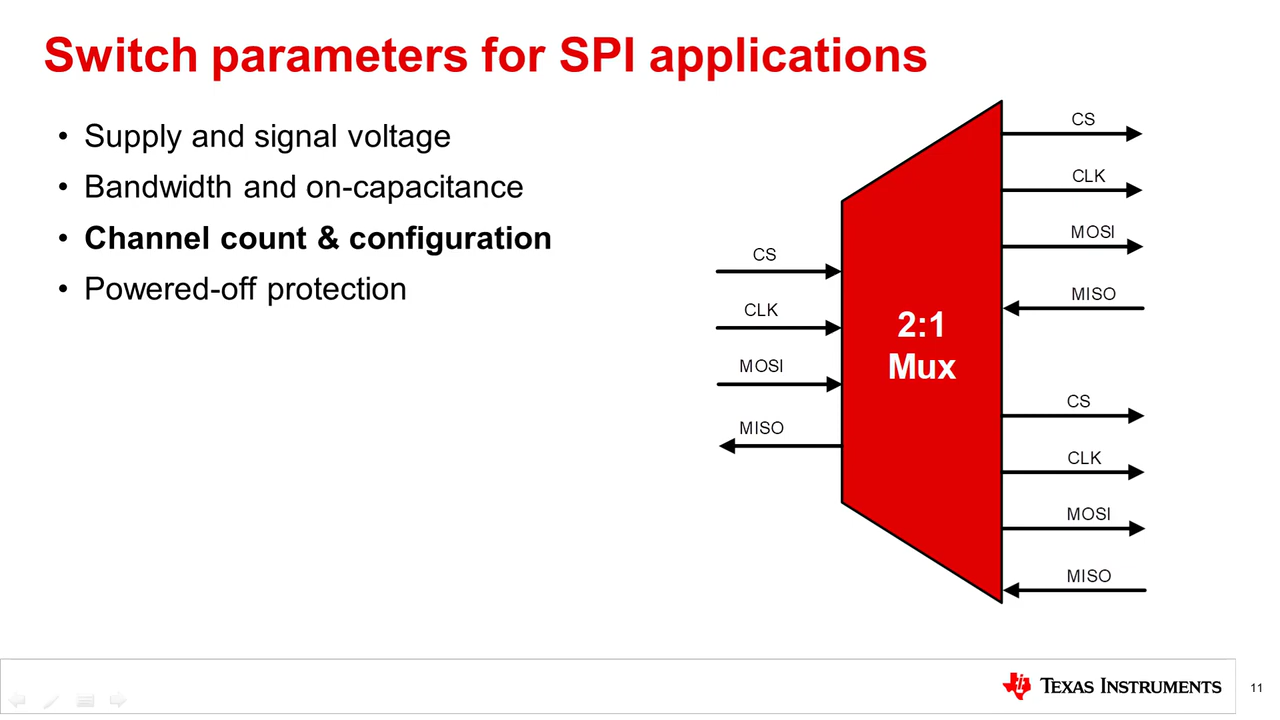 Switch parameters for SPI applications
• Supply and signal voltage
• Bandwidth and on-capacitance
• Channel count & configuration
• Powered-off protection
CS
CLK
MOSI
MISO
2:1
Mux
CS
CLK
MOSI
MISO
CS
CLK
MOSI
MISO
TEXAS INSTRUMENTS
11